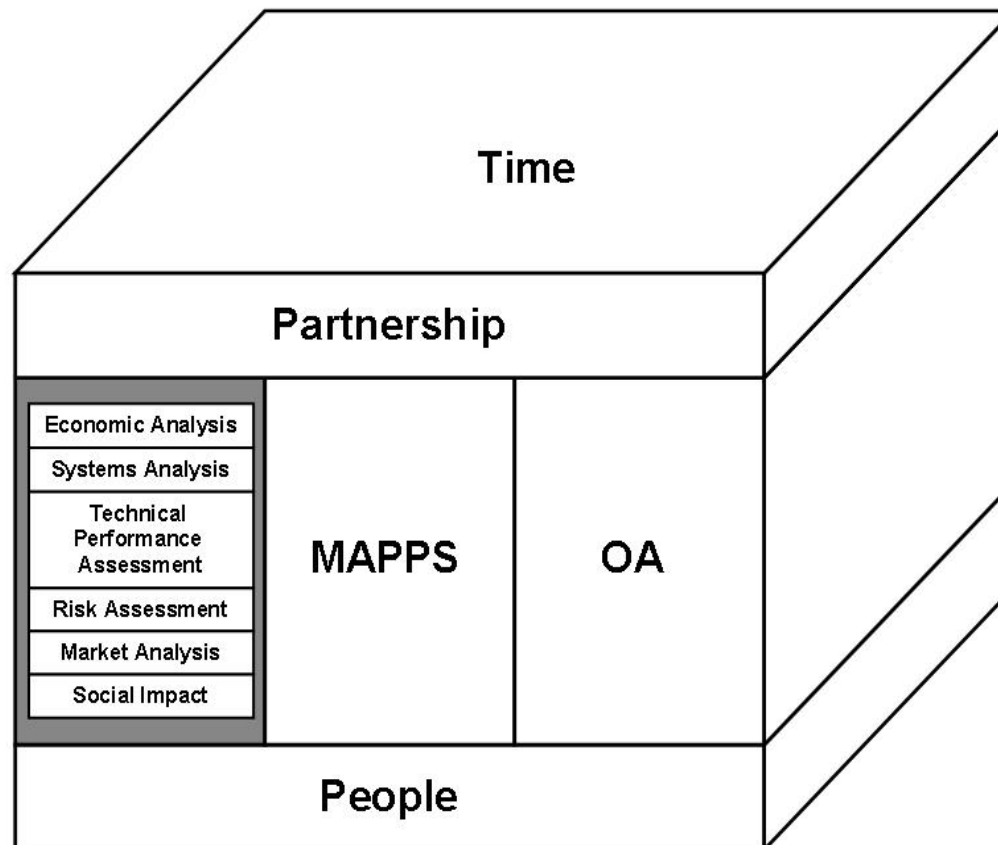 Time
Partnership
Economic Analysis
Systems Analysis
Technical
Performance
Assessment
Risk Assessment
Market Analysis
Social Impact
MAPPS
OA
People